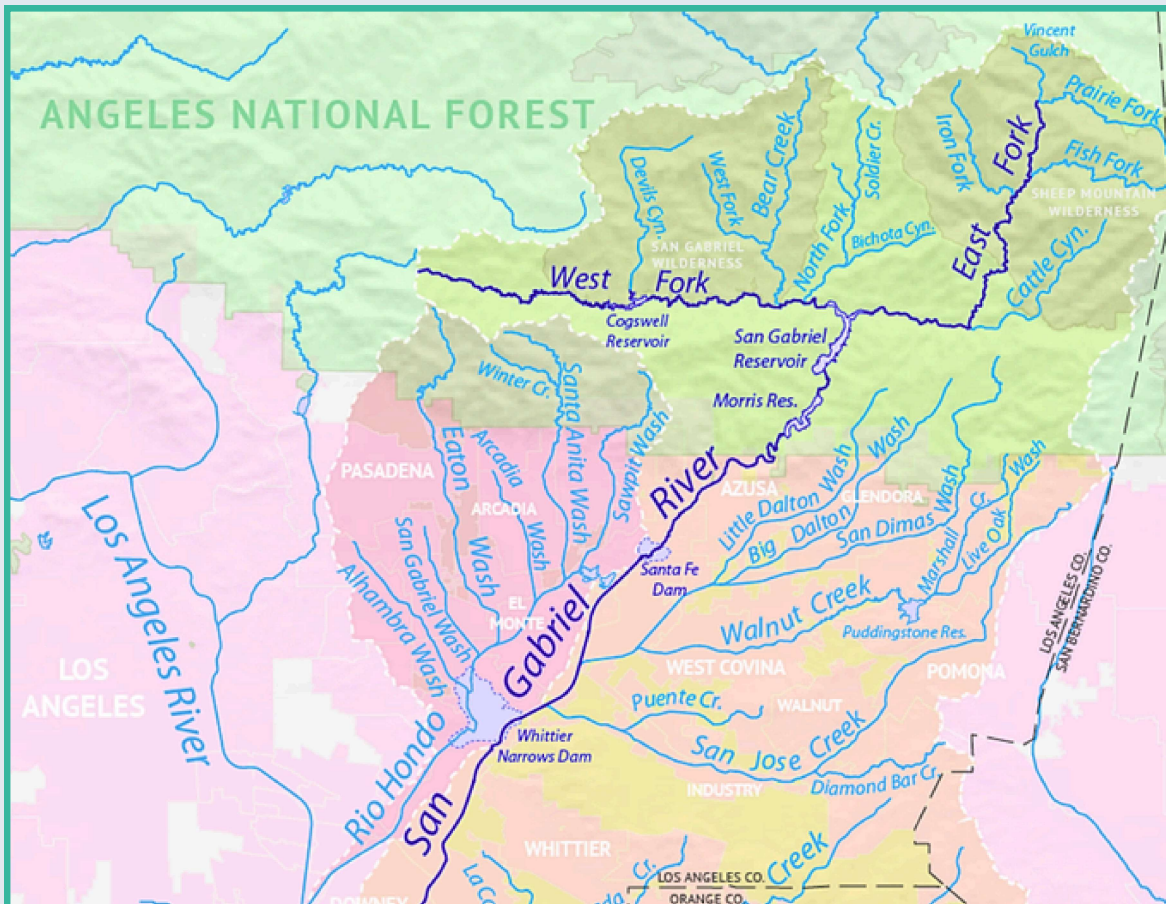 Vincent
Gulch
Prairie Fork
ANGELES NATIONAL FOREST
Iron Fork
East Fork
Fish Fork
SHEEP MOUNTAIN
WILDERNESS
Devils Cyn.
West Fork
Bear Creek
Soldier Cr.
North Fork
Bichota Cyn.
SAN GABRIEL
WILDERNESS
Cattle Cyn.
West Fork
Cogswell
Reservoir
San Gabriel
Reservoir
Morris Res.
Winter Cr.
Santa Anita Wash
Sawpit Wash
Eaton Wash
Arcadia Wash
PASADENA
ARCADIA
AZUSA
GLENDORA
Little Dalton Wash
Big Dalton Wash
San Dimas Wash
Marshall Cr.
Live Oak Wash
San Gabriel River
Los Angeles River
San Gabriel Wash
Alhambra Wash
Santa Fe
Dam
EL
MONTE
Walnut Creek
Puddingstone Res.
LOS ANGELES CO.
SAN BERNARDINO CO.
LOS
ANGELES
WEST COVINA
POMONA
Puente Cr.
WALNUT
Rio Hondo
Whittier
Narrows Dam
San Jose Creek
Diamond Bar Cr.
INDUSTRY
WHITTIER
Creek
Cr.
LOS ANGELES CO.
ORANGE CO.
DOWNEY